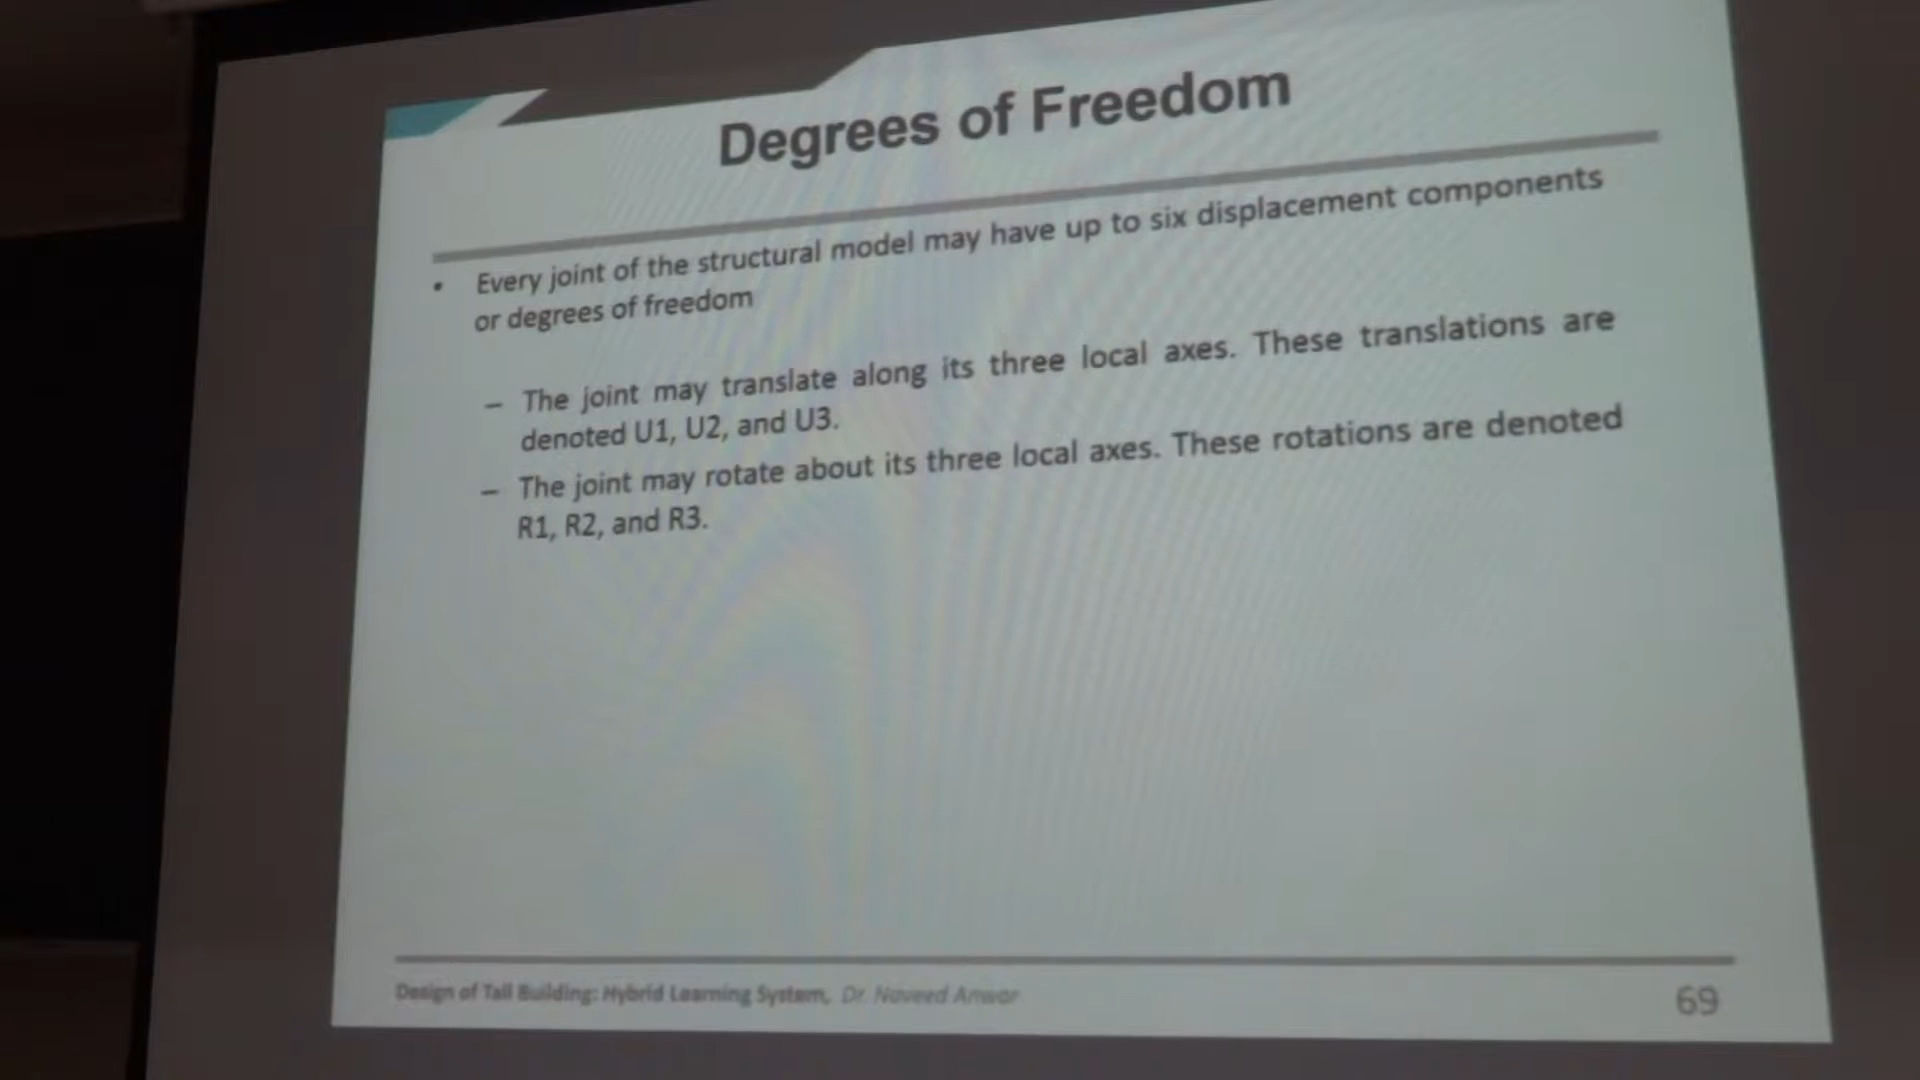 Degrees of Freedom
• Every joint of the structural model may have up to six displacement components
or degrees of freedom
– The joint may translate along its three local axes. These translations are
denoted U1, U2, and U3.
– The joint may rotate about its three local axes. These rotations are denoted
R1, R2, and R3.
Design of Tall Building: Hybrid Learning System, Dr. Naveed Anwar
69